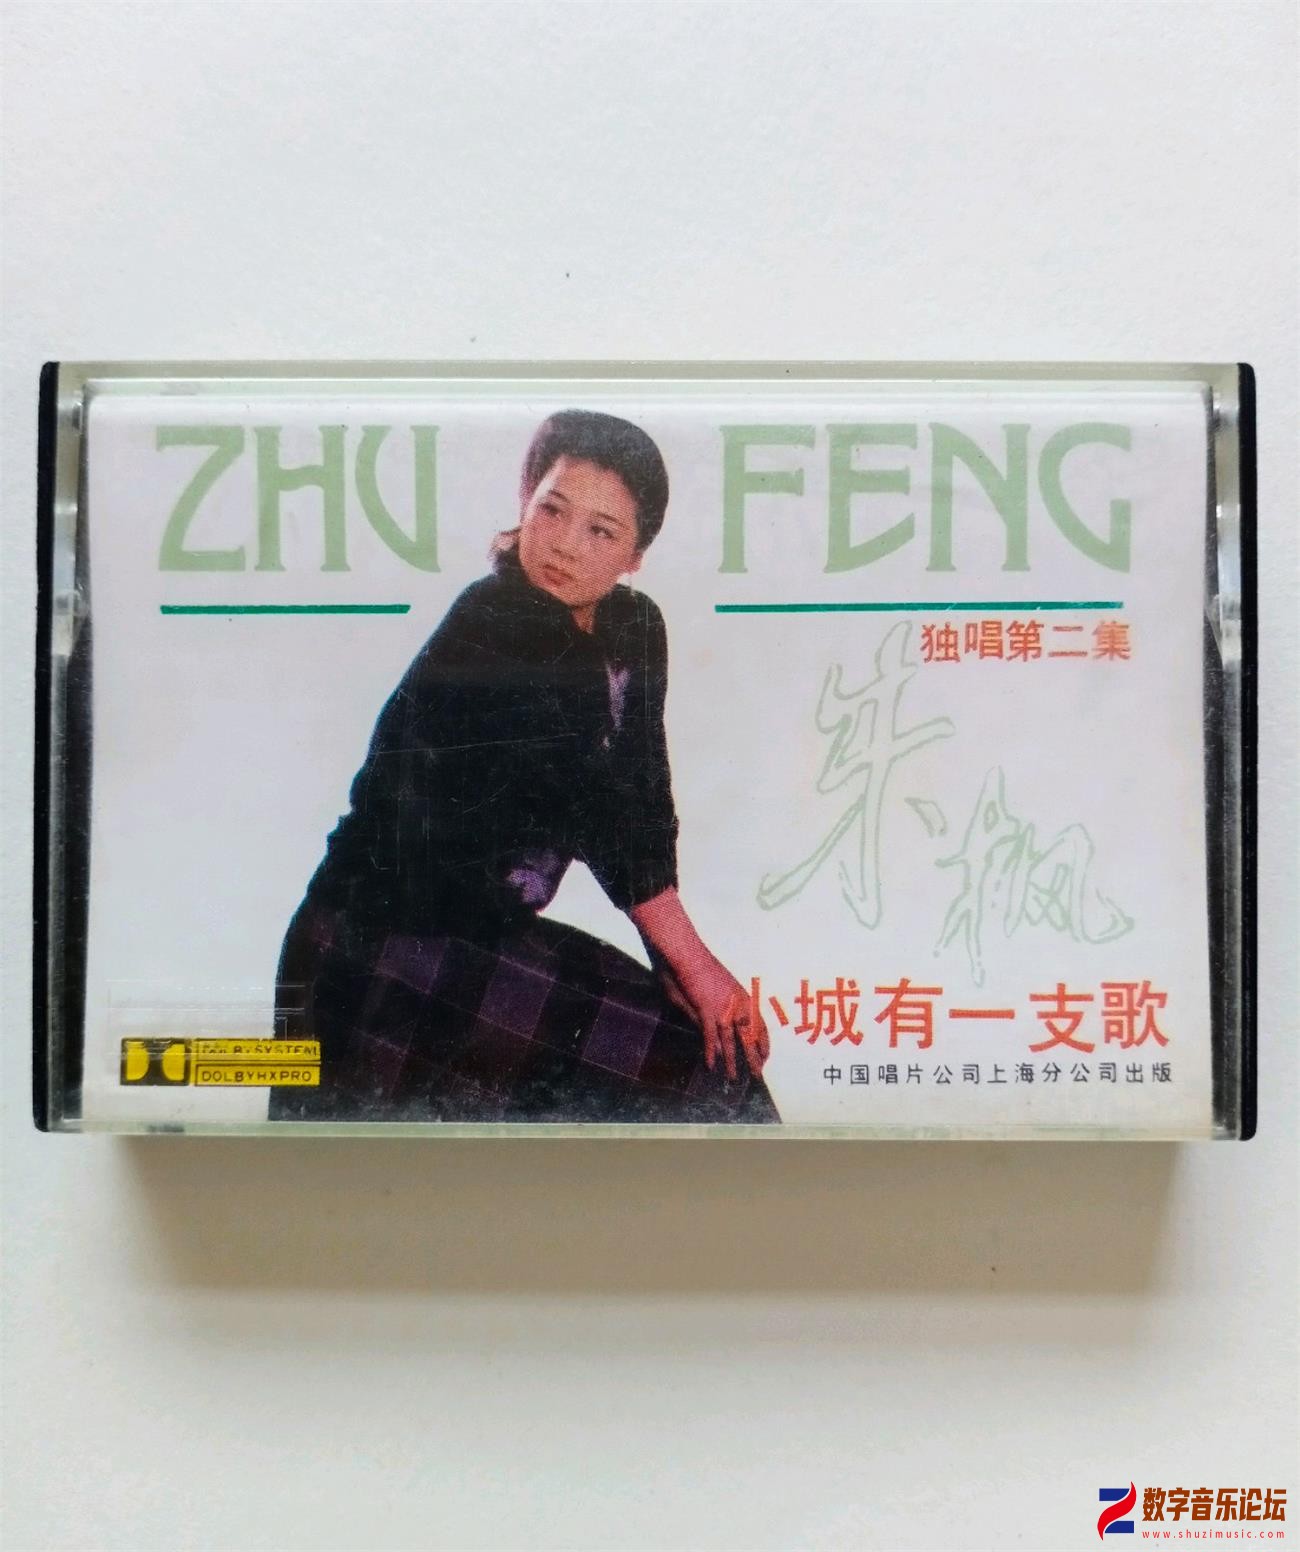 ZHU FENG
独唱第二集
朱枫
小城有一支歌
中国唱片公司上海分公司出版
DOLBY SYSTEM
DOLBY HX PRO
数字音乐论坛
www.shuzimusic.com